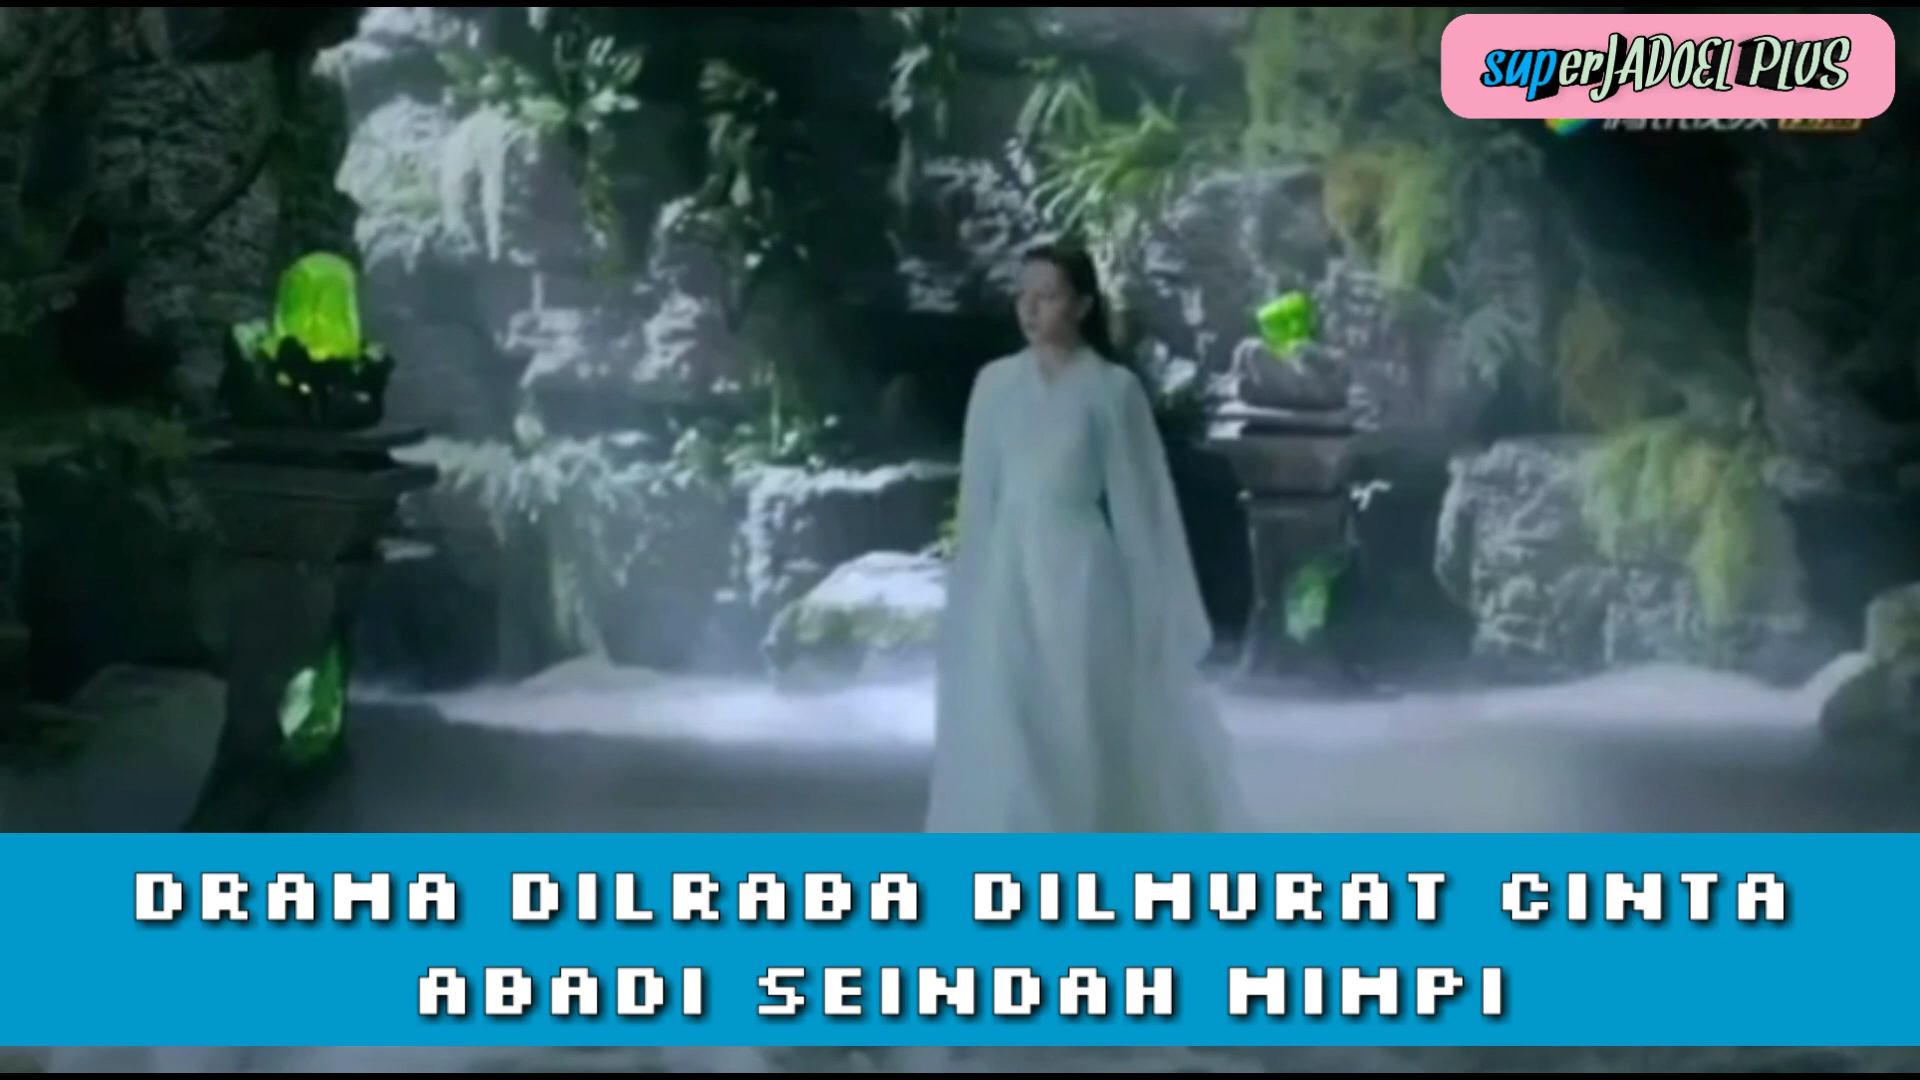 superJADOEL PLUS
DRAMA DILRABA DILMURAT CINTA
ABADI SEINDAH MIMPI